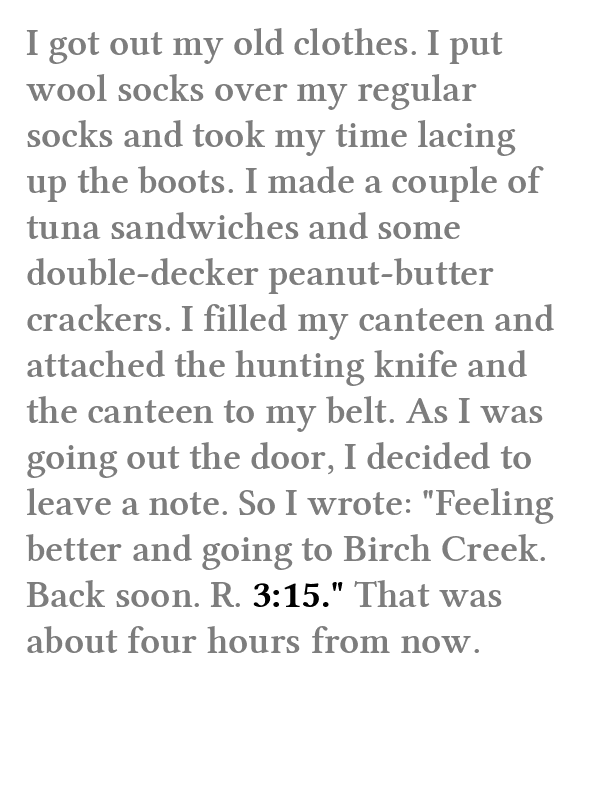 I got out my old clothes. I put
wool socks over my regular
socks and took my time lacing
up the boots. I made a couple of
tuna sandwiches and some
double-decker peanut-butter
crackers. I filled my canteen and
attached the hunting knife and
the canteen to my belt. As I was
going out the door, I decided to
leave a note. So I wrote: "Feeling
better and going to Birch Creek.
Back soon. R. 3:15." That was
about four hours from now.